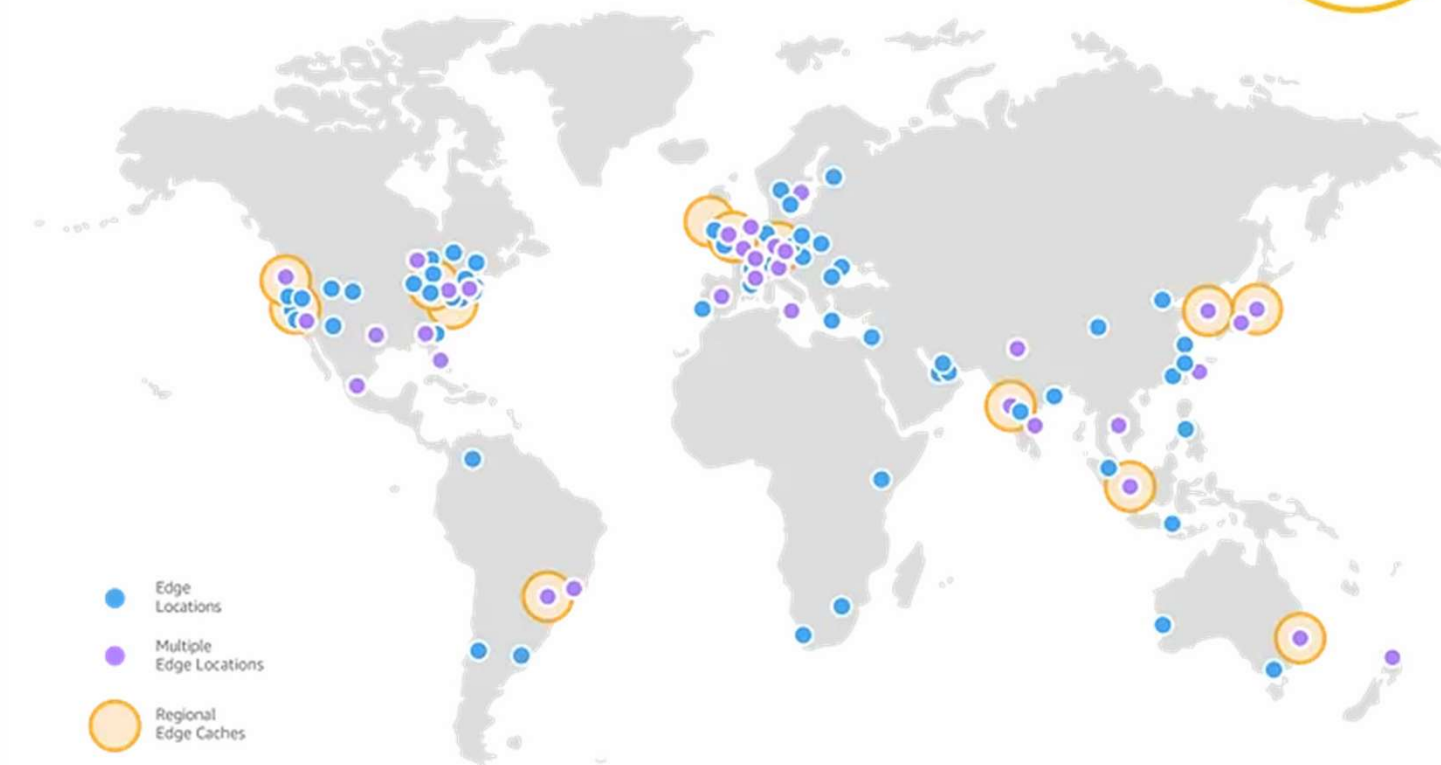 Edge
Locations
Multiple
Edge Locations
Regional
Edge Caches